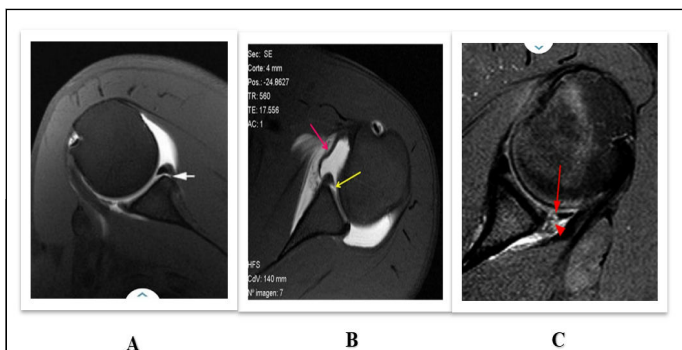 Sec: SE
Corte: 4 mm
Pos.: -24.8627
TR: 560
TE: 17.556
AC: 1
HFS
CdV: 140 mm
Nº imagen: 7
A
B
C